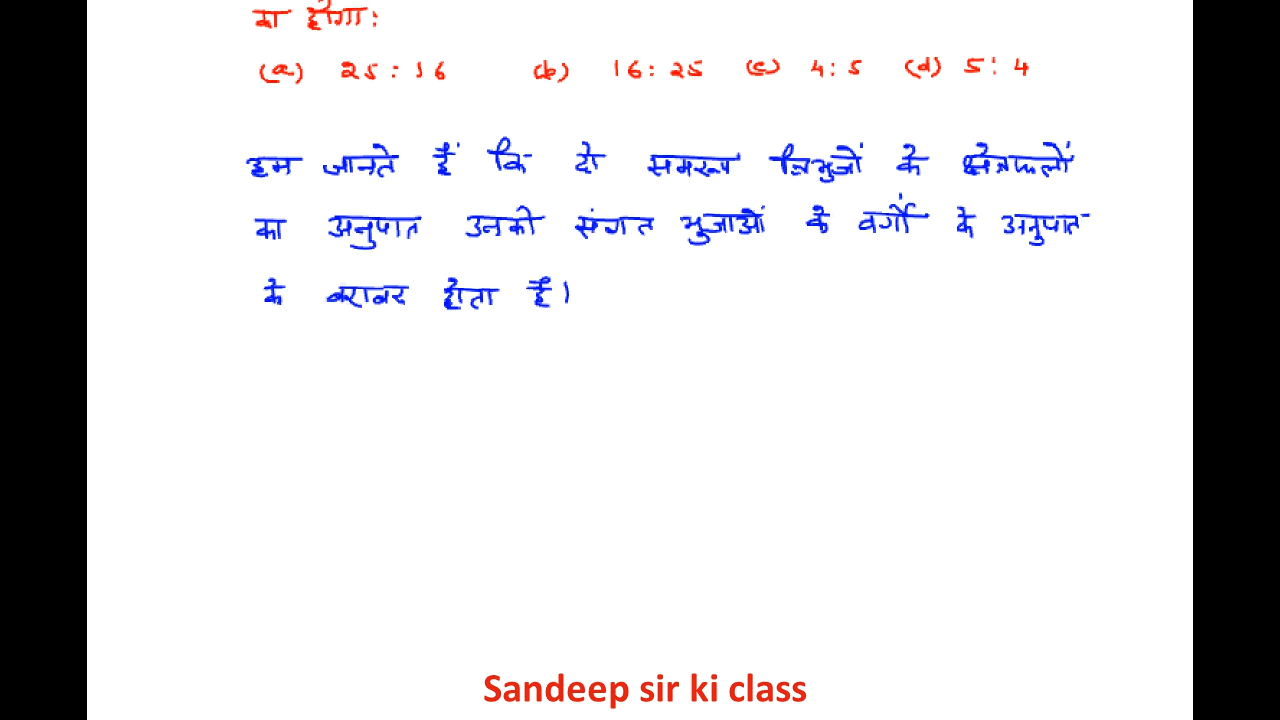 या होगा:
(a) 25:16 (b) 16:25 (c) 4:5 (d) 5:4
हम जानते हैं कि दो समरूप त्रिभुजों के क्षेत्रफलों
का अनुपात उनकी संगत भुजाओं के वर्गों के अनुपात
के बराबर होता है।
Sandeep sir ki class